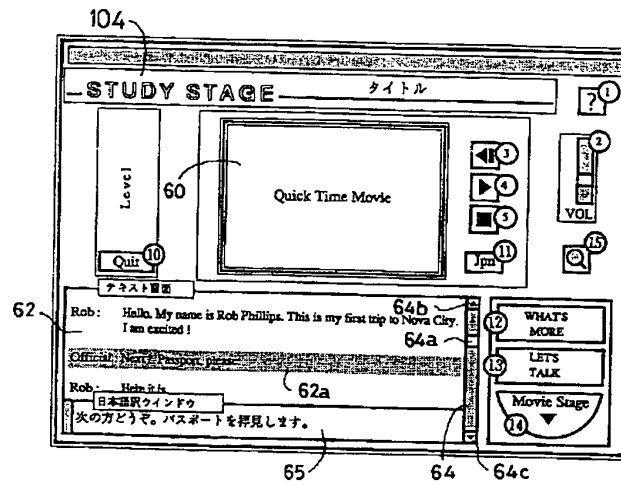 104
STUDY STAGE タイトル
? 1
2
Level
60
Quick Time Movie
3
4
5
VOL
Quit 10
Jpn 11
15
テキスト画面
62
Rob: Hallo. My name is Rob Phillips. This is my first trip to Nova City.
I am excited !
64b
64a
12 WHATS
MORE
Official: Next! Passport, please.
13 LETS
TALK
Rob: Here it is.
62a
日本語訳ウインドウ
Movie Stage
14
次の方どうぞ。パスポートを拝見します。
65
64
64c